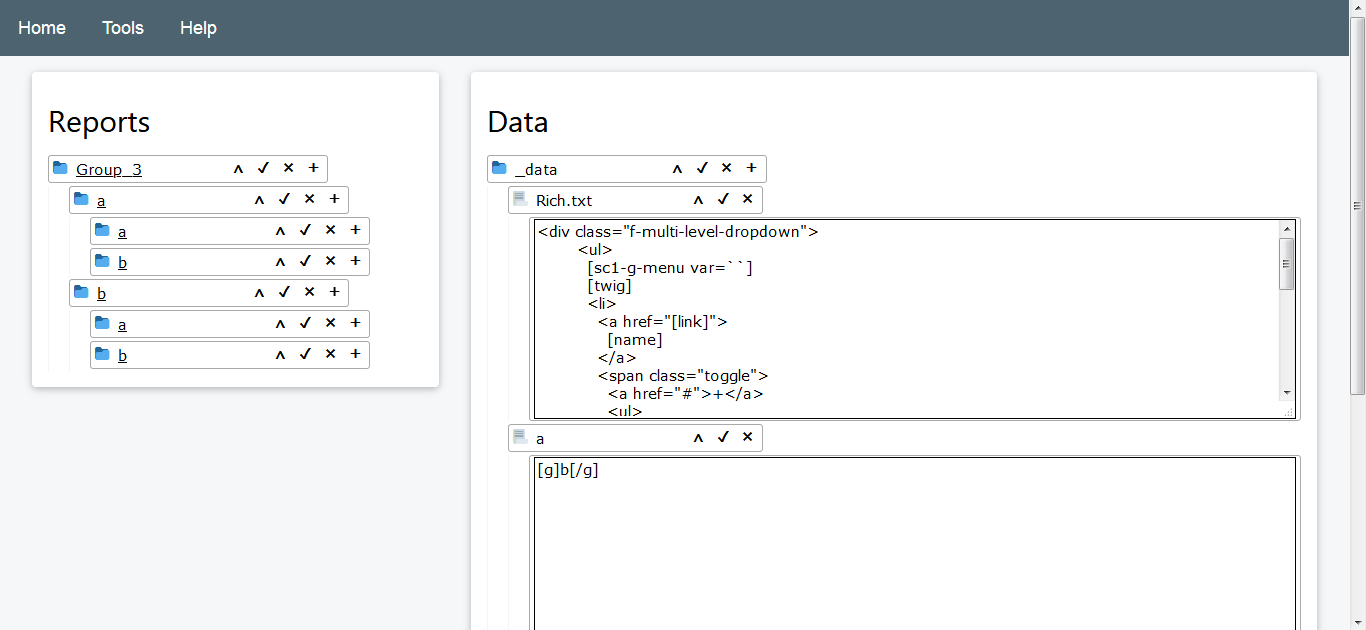 Home Tools Help
Reports
Group_3 ʌ ✓ × +
a ʌ ✓ × +
a ʌ ✓ × +
b ʌ ✓ × +
b ʌ ✓ × +
a ʌ ✓ × +
b ʌ ✓ × +
Data
_data ʌ ✓ × +
Rich.txt ʌ ✓ ×
<div class="f-multi-level-dropdown">
<ul>
[sc1-g-menu var=``]
[twig]
<li>
<a href="[link]">
[name]
</a>
<span class="toggle">
<a href="#">+</a>
<ul>
a ʌ ✓ ×
[g]b[/g]